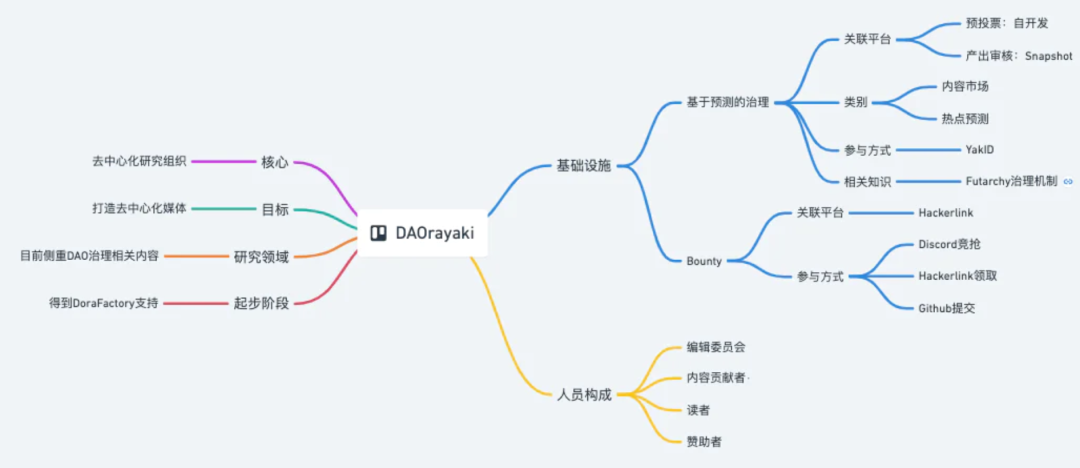 DAOrayaki
核心
去中心化研究组织
目标
打造去中心化媒体
研究领域
目前侧重DAO治理相关内容
起步阶段
得到DoraFactory支持
基础设施
基于预测的治理
关联平台
预投票：自开发
产出审核：Snapshot
类别
内容市场
热点预测
参与方式
YakID
相关知识
Futarchy治理机制
Bounty
关联平台
Hackerlink
参与方式
Discord竞抢
Hackerlink领取
Github提交
人员构成
编辑委员会
内容贡献者
读者
赞助者